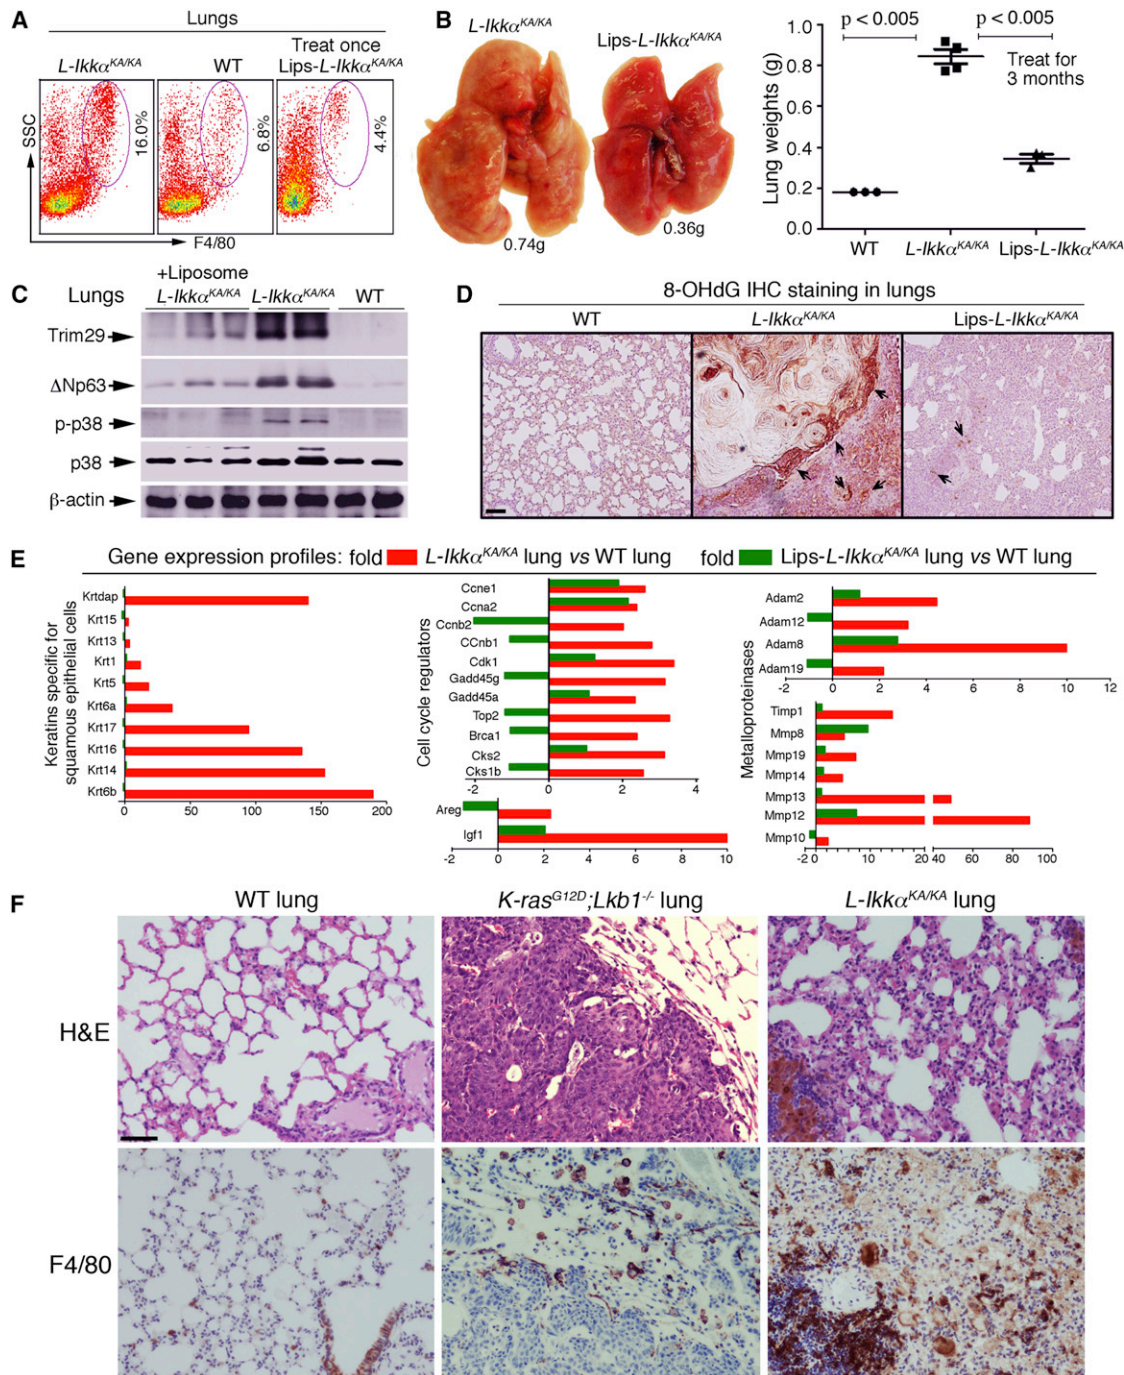 A
Lungs
L-Ikkα^KA/KA
WT
Treat once
Lips-L-Ikkα^KA/KA
SSC
16.0%
6.8%
4.4%
F4/80
B
L-Ikkα^KA/KA
Lips-L-Ikkα^KA/KA
0.74g
0.36g
p < 0.005
p < 0.005
Treat for
3 months
Lung weights (g)
1.0
0.8
0.6
0.4
0.2
0.0
WT
L-Ikkα^KA/KA
Lips-L-Ikkα^KA/KA
C
Lungs
+Liposome
L-Ikkα^KA/KA
L-Ikkα^KA/KA
WT
Trim29
ΔNp63
p-p38
p38
β-actin
D
8-OHdG IHC staining in lungs
WT
L-Ikkα^KA/KA
Lips-L-Ikkα^KA/KA
E
Gene expression profiles: fold L-Ikkα^KA/KA lung vs WT lung
fold Lips-L-Ikkα^KA/KA lung vs WT lung
Keratins specific for
squamous epithelial cells
Krtdap
Krt15
Krt13
Krt1
Krt5
Krt6a
Krt17
Krt16
Krt14
Krt6b
0 50 100 150 200
Cell cycle regulators
Ccne1
Ccna2
Ccnb2
CCnb1
Cdk1
Gadd45g
Gadd45a
Top2
Brca1
Cks2
Cks1b
-2 0 2 4
Areg
Igf1
-2 0 2 4 6 8 10
Metalloproteinases
Adam2
Adam12
Adam8
Adam19
-2 0 2 4 6 8 10 12
Timp1
Mmp8
Mmp19
Mmp14
Mmp13
Mmp12
Mmp10
-2 0 10 20 40 60 80 100
F
WT lung
K-ras^G12D;Lkb1^-/- lung
L-Ikkα^KA/KA lung
H&E
F4/80